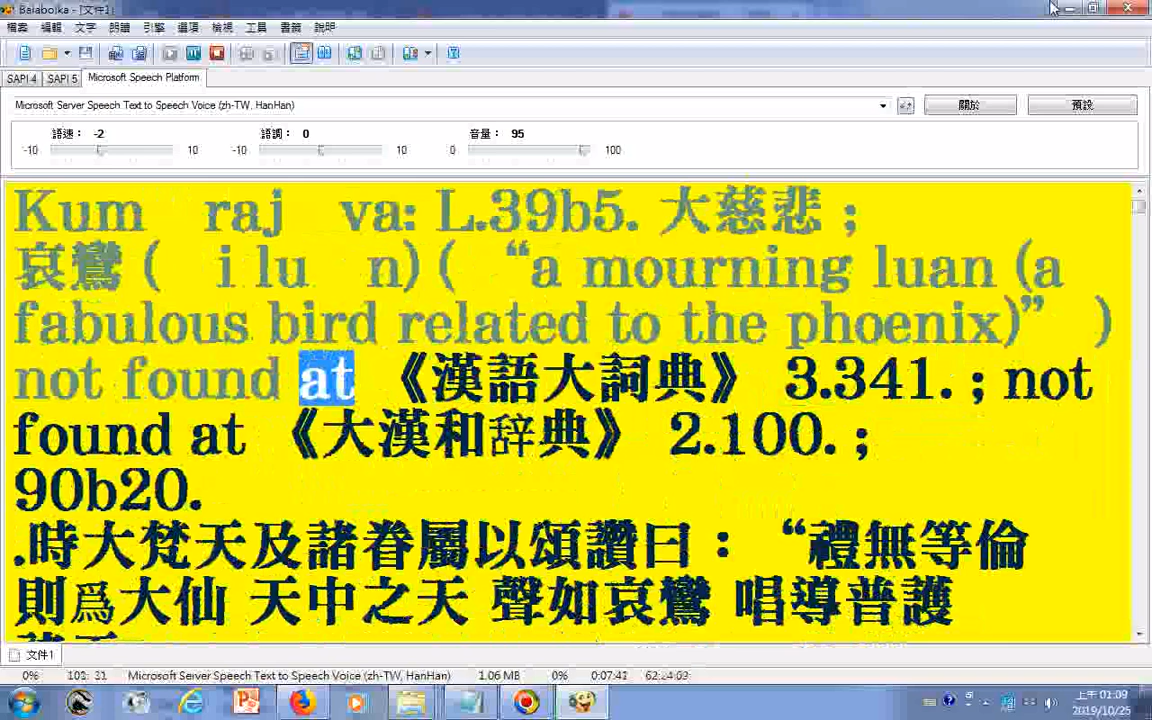 Balabolka - [文件1]
檔案 編輯 文字 朗讀 引擎 選項 檢視 工具 書籤 說明
SAPI 4 SAPI 5 Microsoft Speech Platform
Microsoft Server Speech Text to Speech Voice (zh-TW, HanHan) 關於 預設
語速： -2 語調： 0 音量： 95
-10 10 -10 10 0 100
Kum raj va: L.39b5. 大慈悲 ;
哀鸞 ( i lu n) ( “a mourning luan (a
fabulous bird related to the phoenix)” )
not found at 《漢語大詞典》 3.341. ; not
found at 《大漢和辞典》 2.100. ;
90b20.
.時大梵天及諸眷屬以頌讚曰：“禮無等倫
則爲大仙 天中之天 聲如哀鸞 唱導普護
文件1
0% 101: 31 Microsoft Server Speech Text to Speech Voice (zh-TW, HanHan) 1.06 MB 0% 0:07:41
上午 01:09
2019/10/25